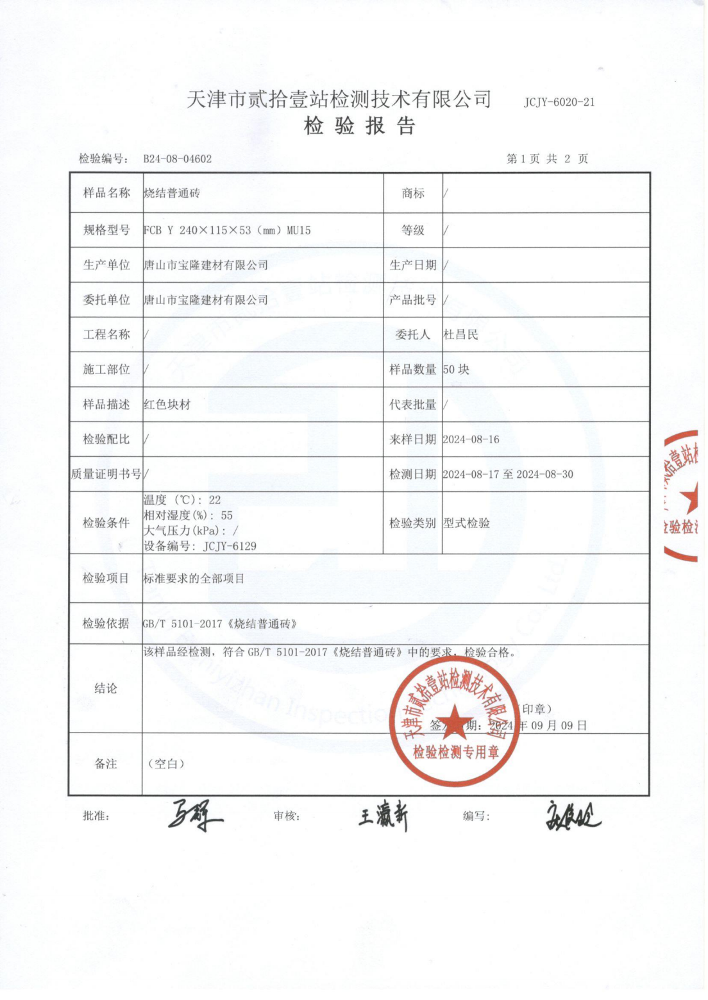 天津市贰拾壹站检测技术有限公司 JCJY-6020-21
检验报告
检验编号： B24-08-04602 第1页 共 2 页
样品名称 烧结普通砖 商标 /
规格型号 FCB Y 240×115×53（mm）MU15 等级 /
生产单位 唐山市宝隆建材有限公司 生产日期 /
委托单位 唐山市宝隆建材有限公司 产品批号 /
工程名称 / 委托人 杜昌民
施工部位 / 样品数量 50 块
样品描述 红色块材 代表批量 /
检验配比 / 来样日期 2024-08-16
质量证明书号 / 检测日期 2024-08-17 至 2024-08-30
检验条件 温度（℃）：22
相对湿度(%)：55
大气压力(kPa)：/
设备编号：JCJY-6129
检验类别 型式检验
检验项目 标准要求的全部项目
检验依据 GB/T 5101-2017《烧结普通砖》
结论 该样品经检测，符合 GB/T 5101-2017《烧结普通砖》中的要求，检验合格。
印章）
签 期：2024 年 09 月 09 日
天津市贰拾壹站检测技术有限公司
检验检测专用章
备注 （空白）
批准： 审核： 王瀛新 编写：
拾壹站检
验检